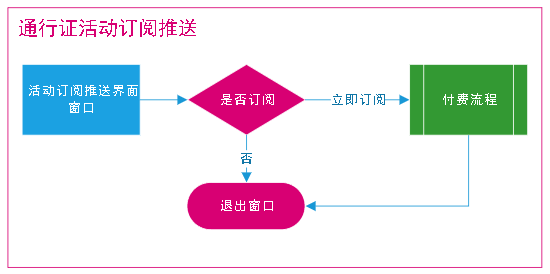 通行证活动订阅推送
活动订阅推送界面
窗口
是否订阅
立即订阅
付费流程
否
退出窗口